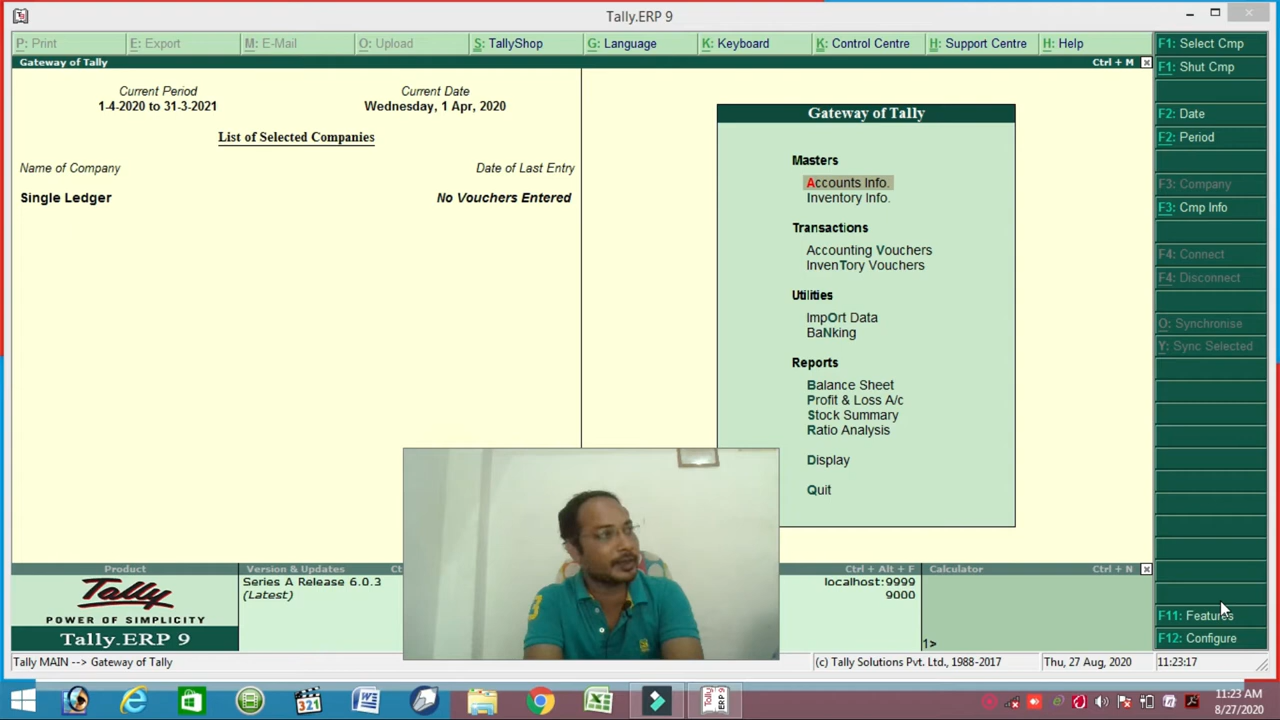 Tally.ERP 9
P: Print
E: Export
M: E-Mail
O: Upload
S: TallyShop
G: Language
K: Keyboard
K: Control Centre
H: Support Centre
H: Help
F1: Select Cmp
Gateway of Tally
Ctrl + M
F1: Shut Cmp
Current Period
1-4-2020 to 31-3-2021
Current Date
Wednesday, 1 Apr, 2020
List of Selected Companies
Name of Company
Date of Last Entry
Single Ledger
No Vouchers Entered
Gateway of Tally
Masters
Accounts Info.
Inventory Info.
Transactions
Accounting Vouchers
InvenTory Vouchers
Utilities
ImpOrt Data
BaNking
Reports
Balance Sheet
Profit & Loss A/c
Stock Summary
Ratio Analysis
Display
Quit
F2: Date
F2: Period
F3: Company
F3: Cmp Info
F4: Connect
F4: Disconnect
O: Synchronise
Y: Sync Selected
F11: Features
F12: Configure
Product
Tally
POWER OF SIMPLICITY
Tally.ERP 9
Version & Updates
Series A Release 6.0.3
(Latest)
Ctrl + Alt + F
localhost:9999
9000
Calculator
Ctrl + N
1>
Tally MAIN --> Gateway of Tally
(c) Tally Solutions Pvt. Ltd., 1988-2017
Thu, 27 Aug, 2020
11:23:17
321
Tally
ERP 9
11:23 AM
8/27/2020